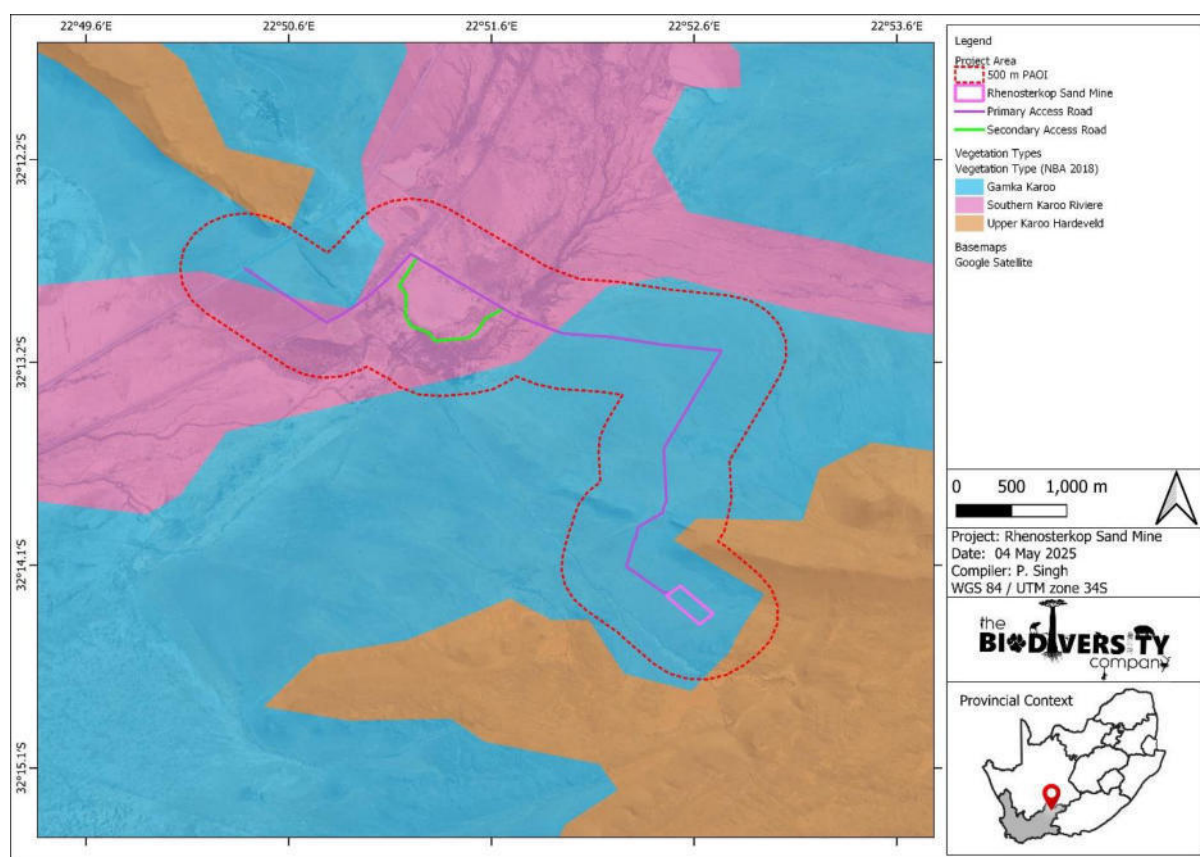 22°49.6'E 22°50.6'E 22°51.6'E 22°52.6'E 22°53.6'E
32°12.2'S
32°13.2'S
32°14.1'S
32°15.1'S
Legend
Project Area
500 m PAOI
Rhenosterkop Sand Mine
Primary Access Road
Secondary Access Road
Vegetation Types
Vegetation Type (NBA 2018)
Gamka Karoo
Southern Karoo Riviere
Upper Karoo Hardeveld
Basemaps
Google Satellite
0 500 1,000 m
Project: Rhenosterkop Sand Mine
Date: 04 May 2025
Compiler: P. Singh
WGS 84 / UTM zone 34S
the
BIODIVERSITY
company
Provincial Context